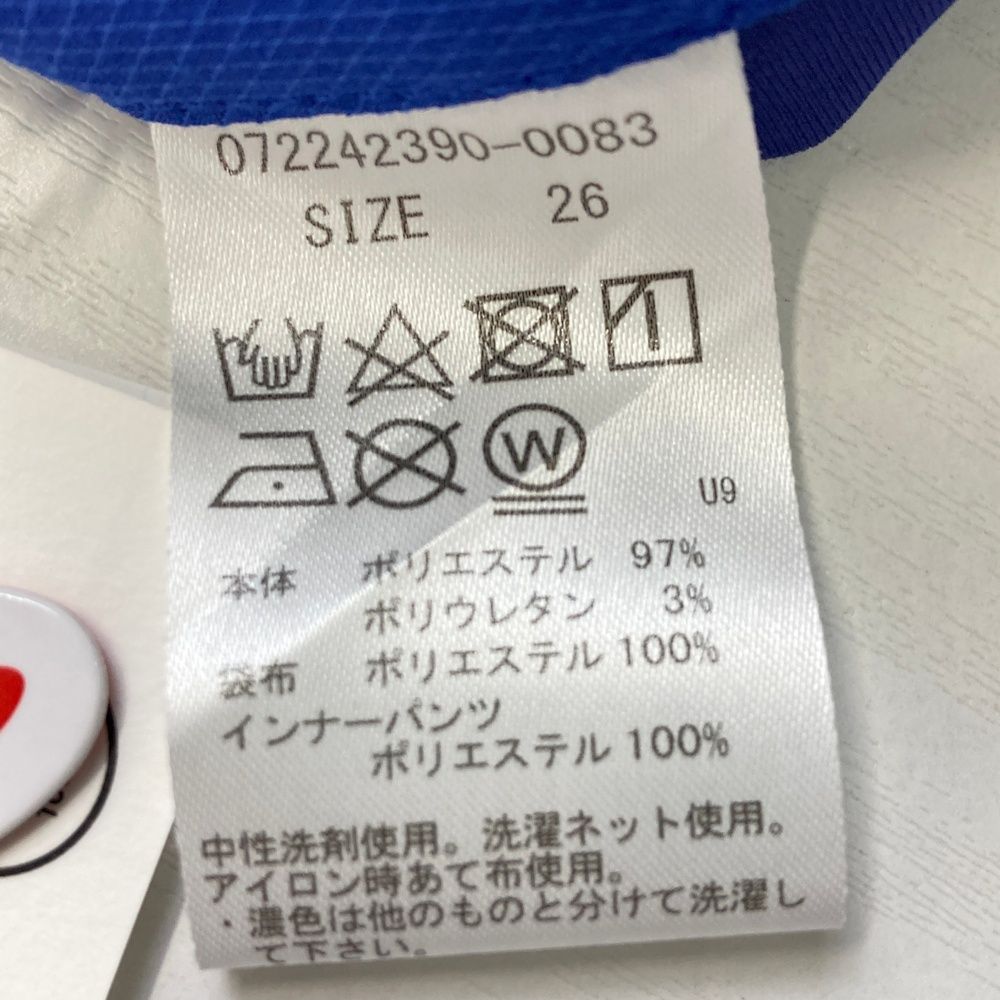 072242390-0083
SIZE 26
W
U9
本体 ポリエステル 97%
ポリウレタン 3%
袋布 ポリエステル 100%
インナーパンツ
ポリエステル 100%
中性洗剤使用。洗濯ネット使用。
アイロン時あて布使用。
・濃色は他のものと分けて洗濯し
て下さい。